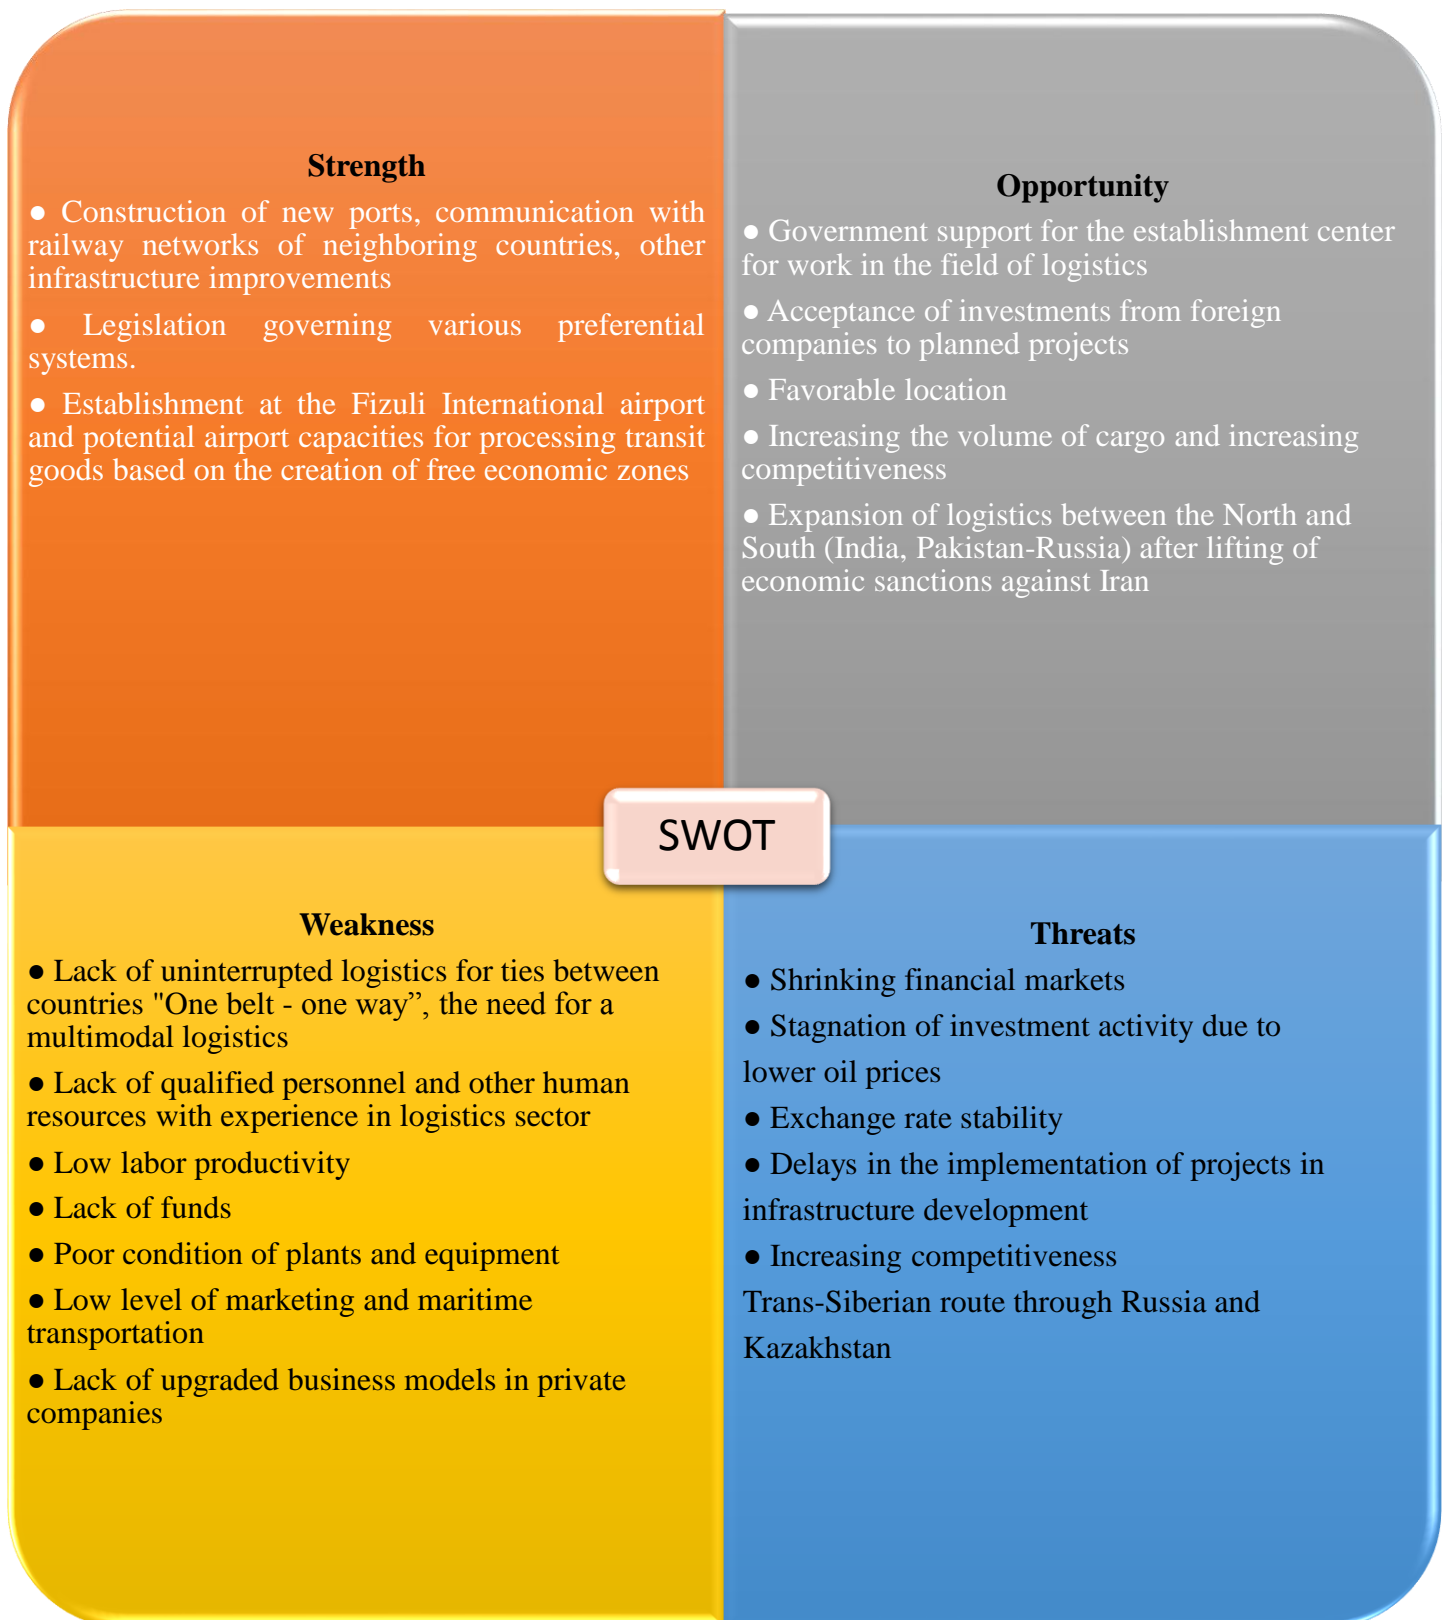 Strength
● Construction of new ports, communication with
railway networks of neighboring countries, other
infrastructure improvements
● Legislation governing various preferential
systems.
● Establishment at the Fizuli International airport
and potential airport capacities for processing transit
goods based on the creation of free economic zones
Opportunity
● Government support for the establishment center
for work in the field of logistics
● Acceptance of investments from foreign
companies to planned projects
● Favorable location
● Increasing the volume of cargo and increasing
competitiveness
● Expansion of logistics between the North and
South (India, Pakistan-Russia) after lifting of
economic sanctions against Iran
SWOT
Weakness
● Lack of uninterrupted logistics for ties between
countries "One belt - one way”, the need for a
multimodal logistics
● Lack of qualified personnel and other human
resources with experience in logistics sector
● Low labor productivity
● Lack of funds
● Poor condition of plants and equipment
● Low level of marketing and maritime
transportation
● Lack of upgraded business models in private
companies
Threats
● Shrinking financial markets
● Stagnation of investment activity due to
lower oil prices
● Exchange rate stability
● Delays in the implementation of projects in
infrastructure development
● Increasing competitiveness
Trans-Siberian route through Russia and
Kazakhstan